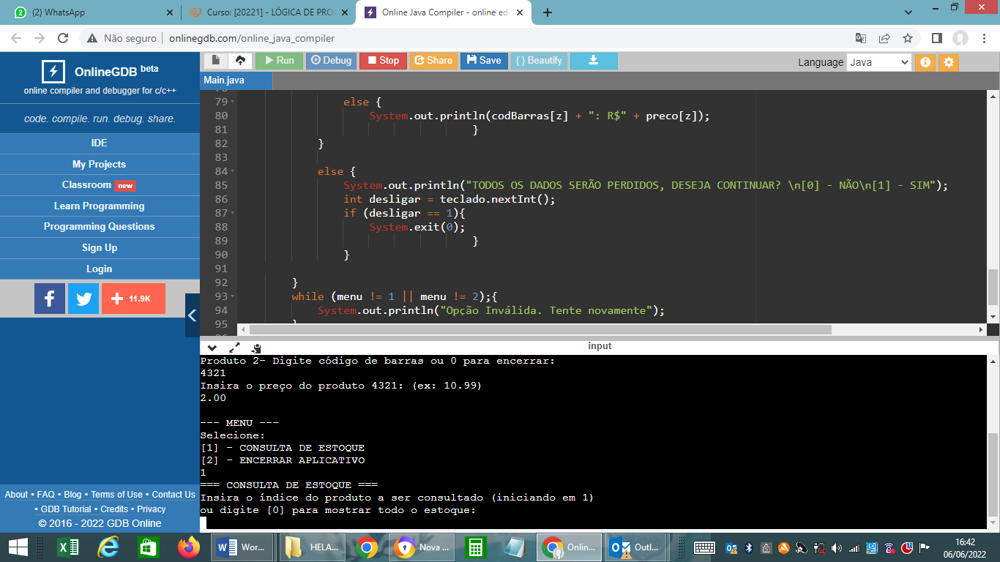 (2) WhatsApp
Curso: [20221] - LÓGICA DE PRO
Online Java Compiler - online edi
Não seguro
onlinegdb.com/online_java_compiler
OnlineGDB beta
online compiler and debugger for c/c++
code. compile. run. debug. share.
IDE
My Projects
Classroom new
Learn Programming
Programming Questions
Sign Up
Login
11.9K
About • FAQ • Blog • Terms of Use • Contact Us
• GDB Tutorial • Credits • Privacy
© 2016 - 2022 GDB Online
Run Debug Stop Share Save { } Beautify
Language Java
Main.java
79 else {
80 System.out.println(codBarras[z] + ": R$" + preco[z]);
81 }
82 }
83
84 else {
85 System.out.println("TODOS OS DADOS SERÃO PERDIDOS, DESEJA CONTINUAR? \n[0] - NÃO\n[1] - SIM");
86 int desligar = teclado.nextInt();
87 if (desligar == 1){
88 System.exit(0);
89 }
90 }
91
92 }
93 while (menu != 1 || menu != 2);{
94 System.out.println("Opção Inválida. Tente novamente");
95
input
Produto 2- Digite código de barras ou 0 para encerrar:
4321
Insira o preço do produto 4321: (ex: 10.99)
2.00
--- MENU ---
Selecione:
[1] - CONSULTA DE ESTOQUE
[2] - ENCERRAR APLICATIVO
1
=== CONSULTA DE ESTOQUE ===
Insira o índice do produto a ser consultado (iniciando em 1)
ou digite [0] para mostrar todo o estoque:
Wor...
HELA...
Nova ...
Onlin...
Outl...
16:42
06/06/2022